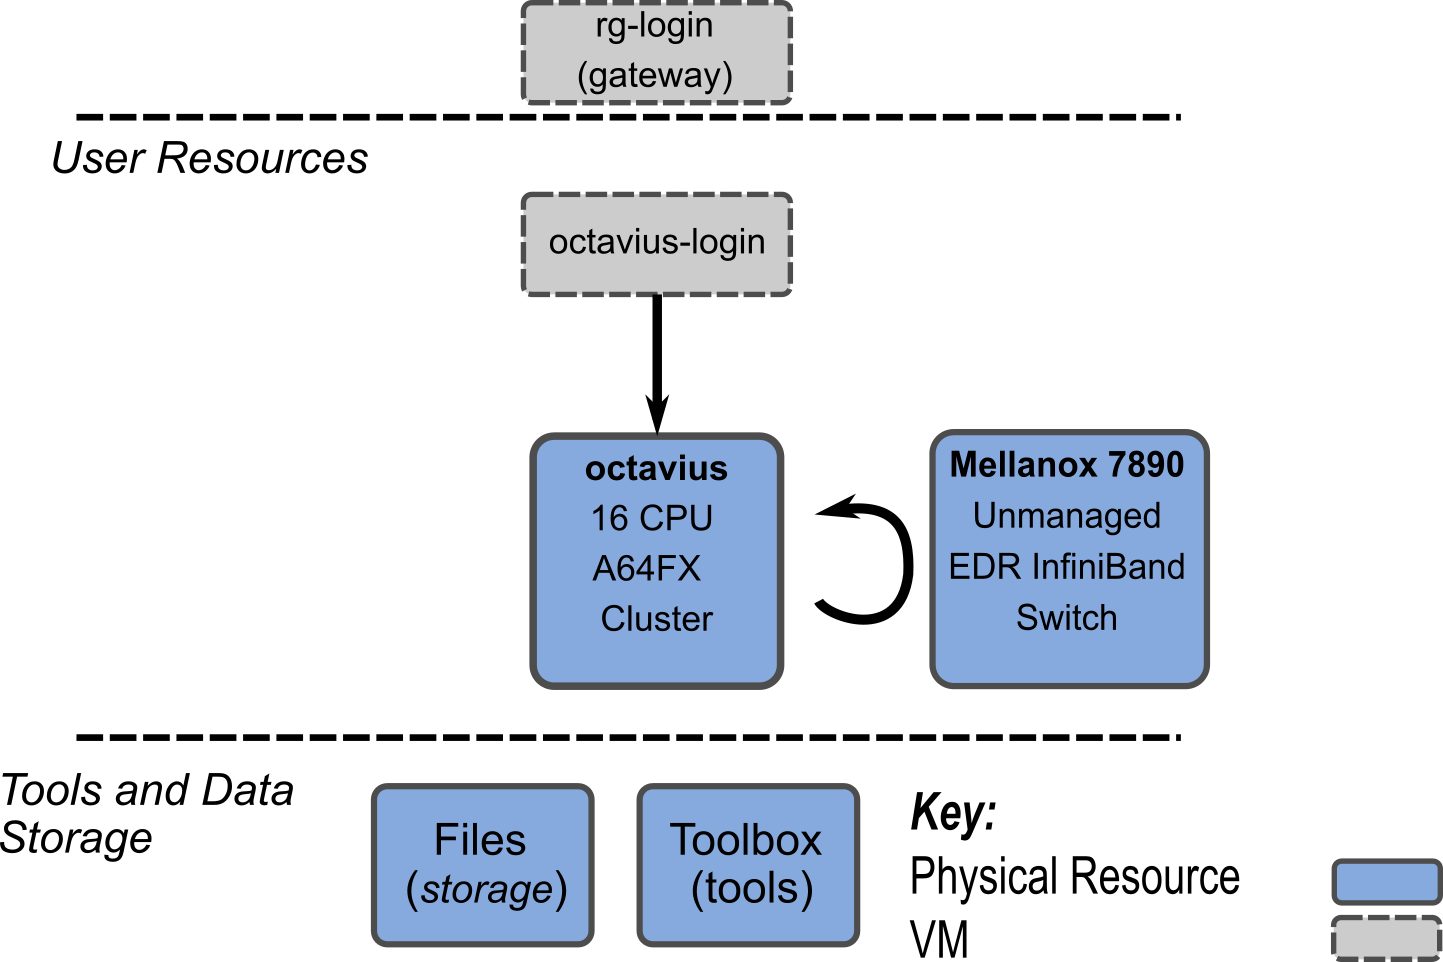 rg-login
(gateway)
User Resources
octavius-login
octavius
16 CPU
A64FX
Cluster
Mellanox 7890
Unmanaged
EDR InfiniBand
Switch
Tools and Data
Storage
Files
(storage)
Toolbox
(tools)
Key:
Physical Resource
VM